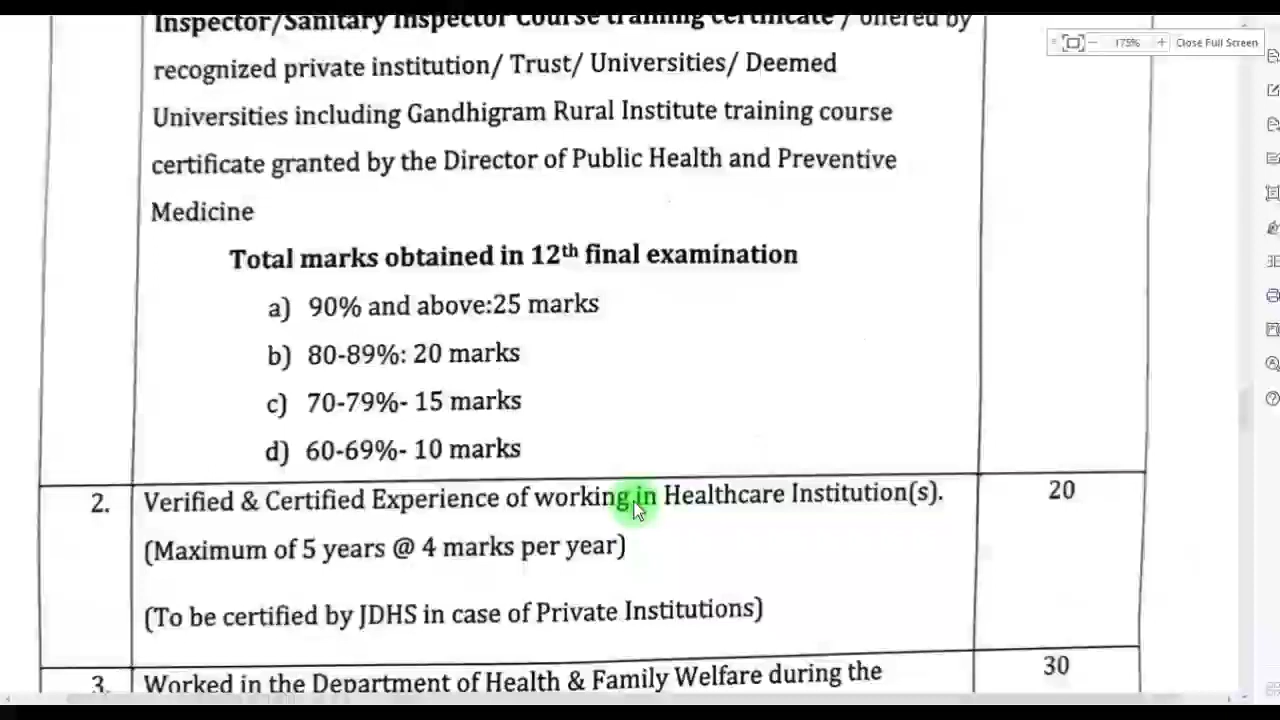 Inspector/Sanitary Inspector Course training certificate / offered by
recognized private institution/ Trust/ Universities/ Deemed
Universities including Gandhigram Rural Institute training course
certificate granted by the Director of Public Health and Preventive
Medicine
Total marks obtained in 12th final examination
a) 90% and above:25 marks
b) 80-89%: 20 marks
c) 70-79%- 15 marks
d) 60-69%- 10 marks
2. Verified & Certified Experience of working in Healthcare Institution(s). 20
(Maximum of 5 years @ 4 marks per year)
(To be certified by JDHS in case of Private Institutions)
3. Worked in the Department of Health & Family Welfare during the 30
175%
Close Full Screen